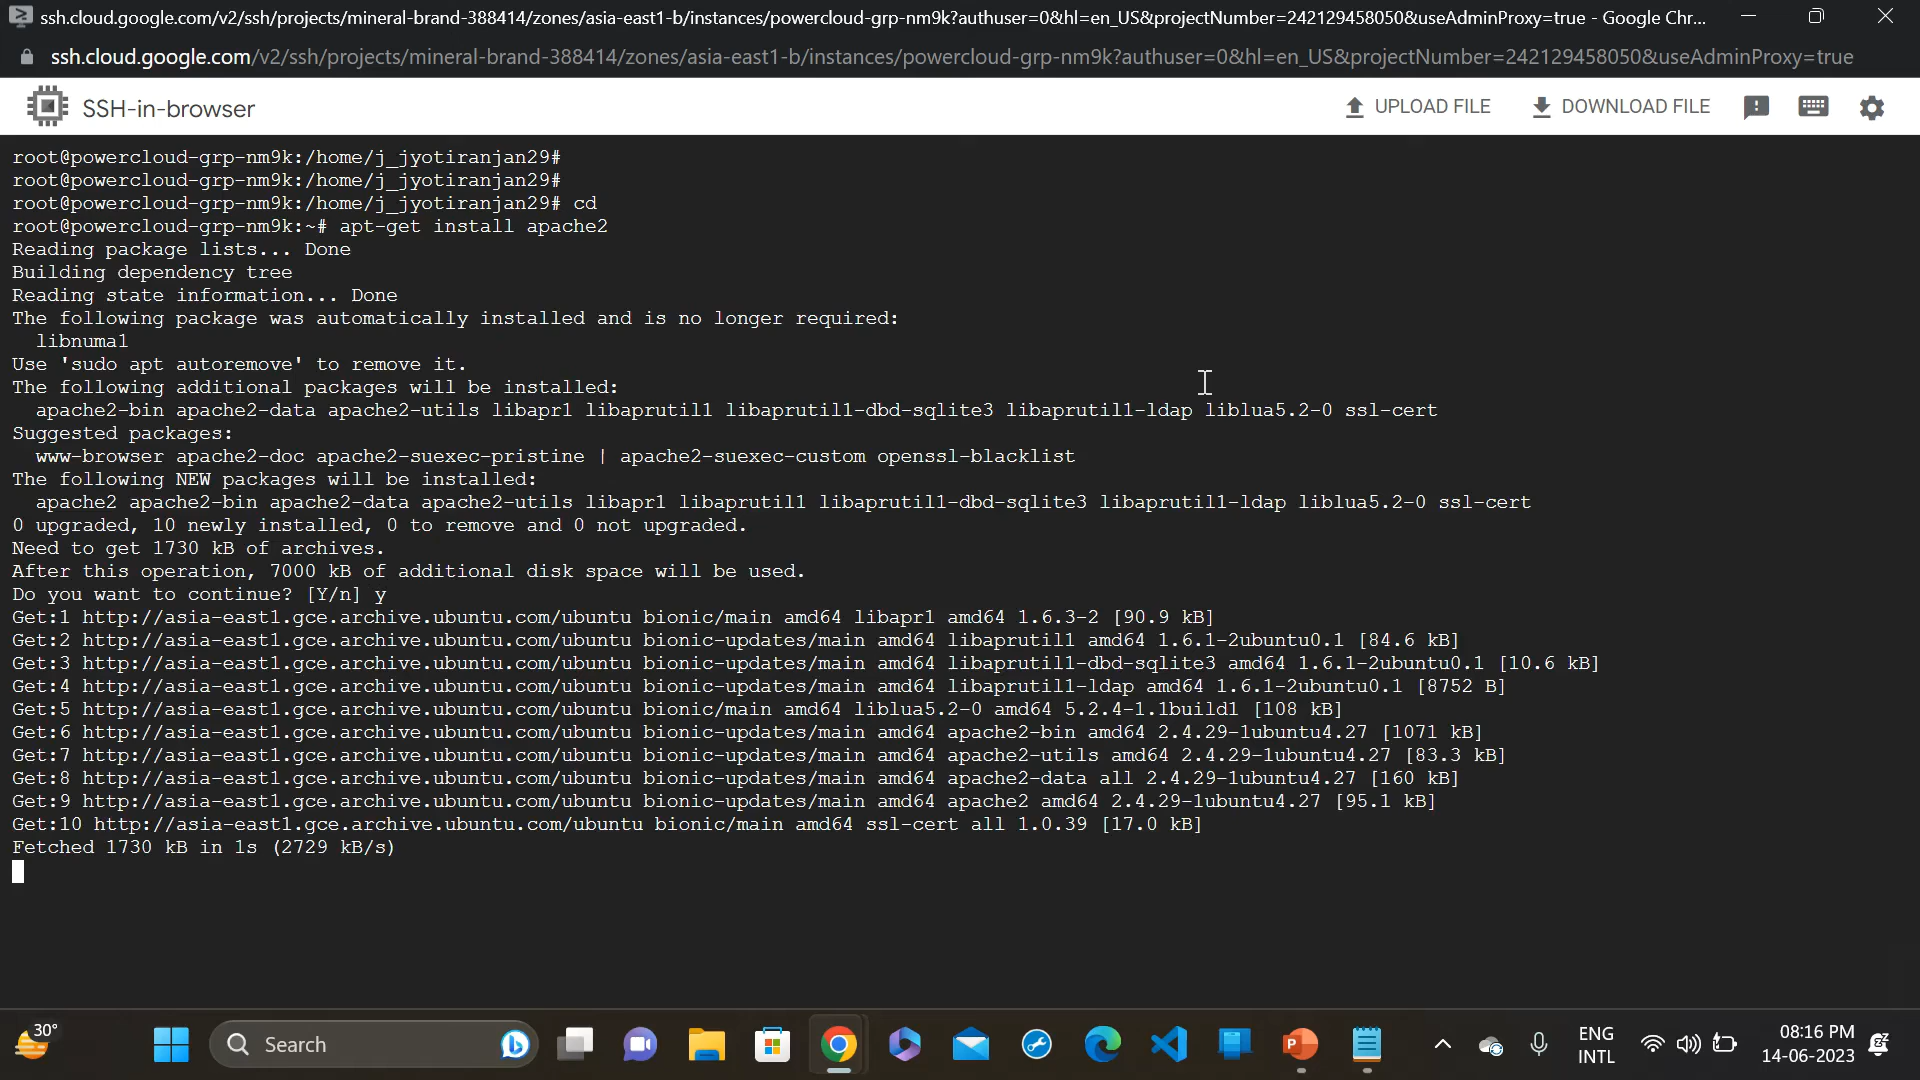 ssh.cloud.google.com/v2/ssh/projects/mineral-brand-388414/zones/asia-east1-b/instances/powercloud-grp-nm9k?authuser=0&hl=en_US&projectNumber=242129458050&useAdminProxy=true - Google Chr...
ssh.cloud.google.com/v2/ssh/projects/mineral-brand-388414/zones/asia-east1-b/instances/powercloud-grp-nm9k?authuser=0&hl=en_US&projectNumber=242129458050&useAdminProxy=true
SSH-in-browser UPLOAD FILE DOWNLOAD FILE
root@powercloud-grp-nm9k:/home/j_jyotiranjan29#
root@powercloud-grp-nm9k:/home/j_jyotiranjan29#
root@powercloud-grp-nm9k:/home/j_jyotiranjan29# cd
root@powercloud-grp-nm9k:~# apt-get install apache2
Reading package lists... Done
Building dependency tree
Reading state information... Done
The following package was automatically installed and is no longer required:
libnuma1
Use 'sudo apt autoremove' to remove it.
The following additional packages will be installed:
apache2-bin apache2-data apache2-utils libapr1 libaprutil1 libaprutil1-dbd-sqlite3 libaprutil1-ldap liblua5.2-0 ssl-cert
Suggested packages:
www-browser apache2-doc apache2-suexec-pristine | apache2-suexec-custom openssl-blacklist
The following NEW packages will be installed:
apache2 apache2-bin apache2-data apache2-utils libapr1 libaprutil1 libaprutil1-dbd-sqlite3 libaprutil1-ldap liblua5.2-0 ssl-cert
0 upgraded, 10 newly installed, 0 to remove and 0 not upgraded.
Need to get 1730 kB of archives.
After this operation, 7000 kB of additional disk space will be used.
Do you want to continue? [Y/n] y
Get:1 http://asia-east1.gce.archive.ubuntu.com/ubuntu bionic/main amd64 libapr1 amd64 1.6.3-2 [90.9 kB]
Get:2 http://asia-east1.gce.archive.ubuntu.com/ubuntu bionic-updates/main amd64 libaprutil1 amd64 1.6.1-2ubuntu0.1 [84.6 kB]
Get:3 http://asia-east1.gce.archive.ubuntu.com/ubuntu bionic-updates/main amd64 libaprutil1-dbd-sqlite3 amd64 1.6.1-2ubuntu0.1 [10.6 kB]
Get:4 http://asia-east1.gce.archive.ubuntu.com/ubuntu bionic-updates/main amd64 libaprutil1-ldap amd64 1.6.1-2ubuntu0.1 [8752 B]
Get:5 http://asia-east1.gce.archive.ubuntu.com/ubuntu bionic/main amd64 liblua5.2-0 amd64 5.2.4-1.1build1 [108 kB]
Get:6 http://asia-east1.gce.archive.ubuntu.com/ubuntu bionic-updates/main amd64 apache2-bin amd64 2.4.29-1ubuntu4.27 [1071 kB]
Get:7 http://asia-east1.gce.archive.ubuntu.com/ubuntu bionic-updates/main amd64 apache2-utils amd64 2.4.29-1ubuntu4.27 [83.3 kB]
Get:8 http://asia-east1.gce.archive.ubuntu.com/ubuntu bionic-updates/main amd64 apache2-data all 2.4.29-1ubuntu4.27 [160 kB]
Get:9 http://asia-east1.gce.archive.ubuntu.com/ubuntu bionic-updates/main amd64 apache2 amd64 2.4.29-1ubuntu4.27 [95.1 kB]
Get:10 http://asia-east1.gce.archive.ubuntu.com/ubuntu bionic/main amd64 ssl-cert all 1.0.39 [17.0 kB]
Fetched 1730 kB in 1s (2729 kB/s)
30°
Search
ENG
INTL
08:16 PM
14-06-2023